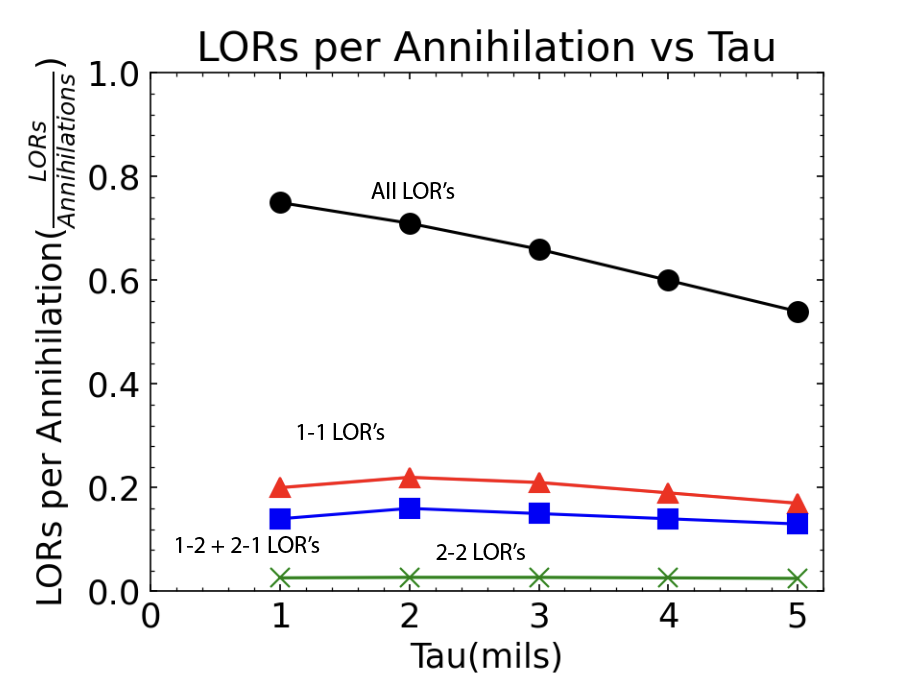 LORs per Annihilation vs Tau
LORs per Annihilation(LORs/Annihilations)
1.0
0.8
0.6
0.4
0.2
0.0
All LOR's
1-1 LOR's
1-2 + 2-1 LOR's
2-2 LOR's
0 1 2 3 4 5
Tau(mils)